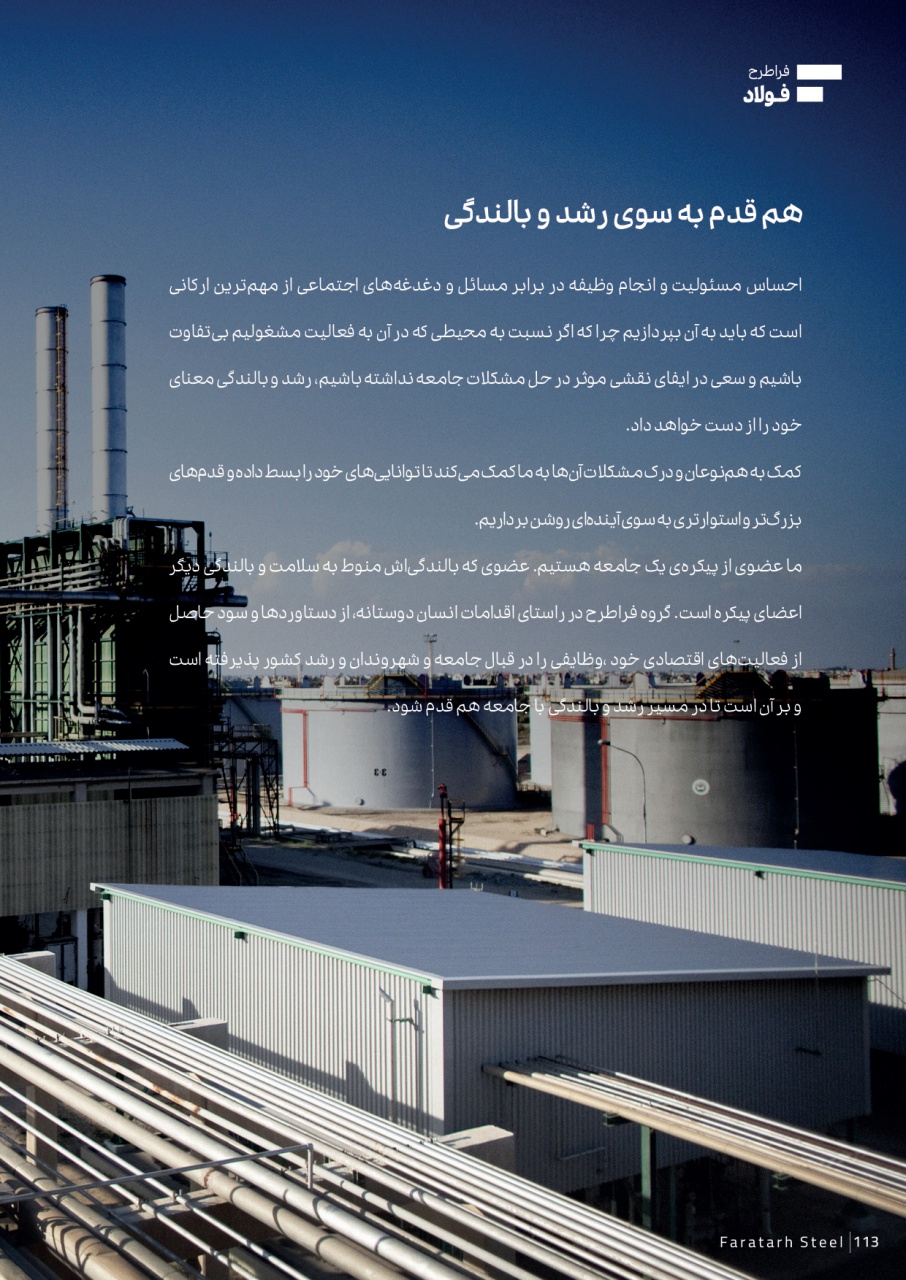 فراطرح
فولاد
هم قدم به سوی رشد و بالندگی
احساس مسئولیت و انجام وظیفه در برابر مسائل و دغدغه‌های اجتماعی از مهم‌ترین ارکانی
است که باید به آن بپردازیم چرا که اگر نسبت به محیطی که در آن به فعالیت مشغولیم بی‌تفاوت
باشیم و سعی در ایفای نقشی موثر در حل مشکلات جامعه نداشته باشیم، رشد و بالندگی معنای
خود را از دست خواهد داد.
کمک به هم‌نوعان و درک مشکلات آن‌ها به ما کمک می‌کند تا توانایی‌های خود را بسط داده و قدم‌های
بزرگ‌تر و استوارتری به سوی آینده‌ای روشن برداریم.
ما عضوی از پیکره‌ی یک جامعه هستیم. عضوی که بالندگی‌اش منوط به سلامت و بالندگی دیگر
اعضای پیکره است. گروه فراطرح در راستای اقدامات انسان دوستانه، از دستاوردها و سود حاصل
از فعالیت‌های اقتصادی خود ،وظایفی را در قبال جامعه و شهروندان و رشد کشور پذیرفته است
و بر آن است تا در مسیر رشد و بالندگی با جامعه هم قدم شود.
Faratarh Steel | 113